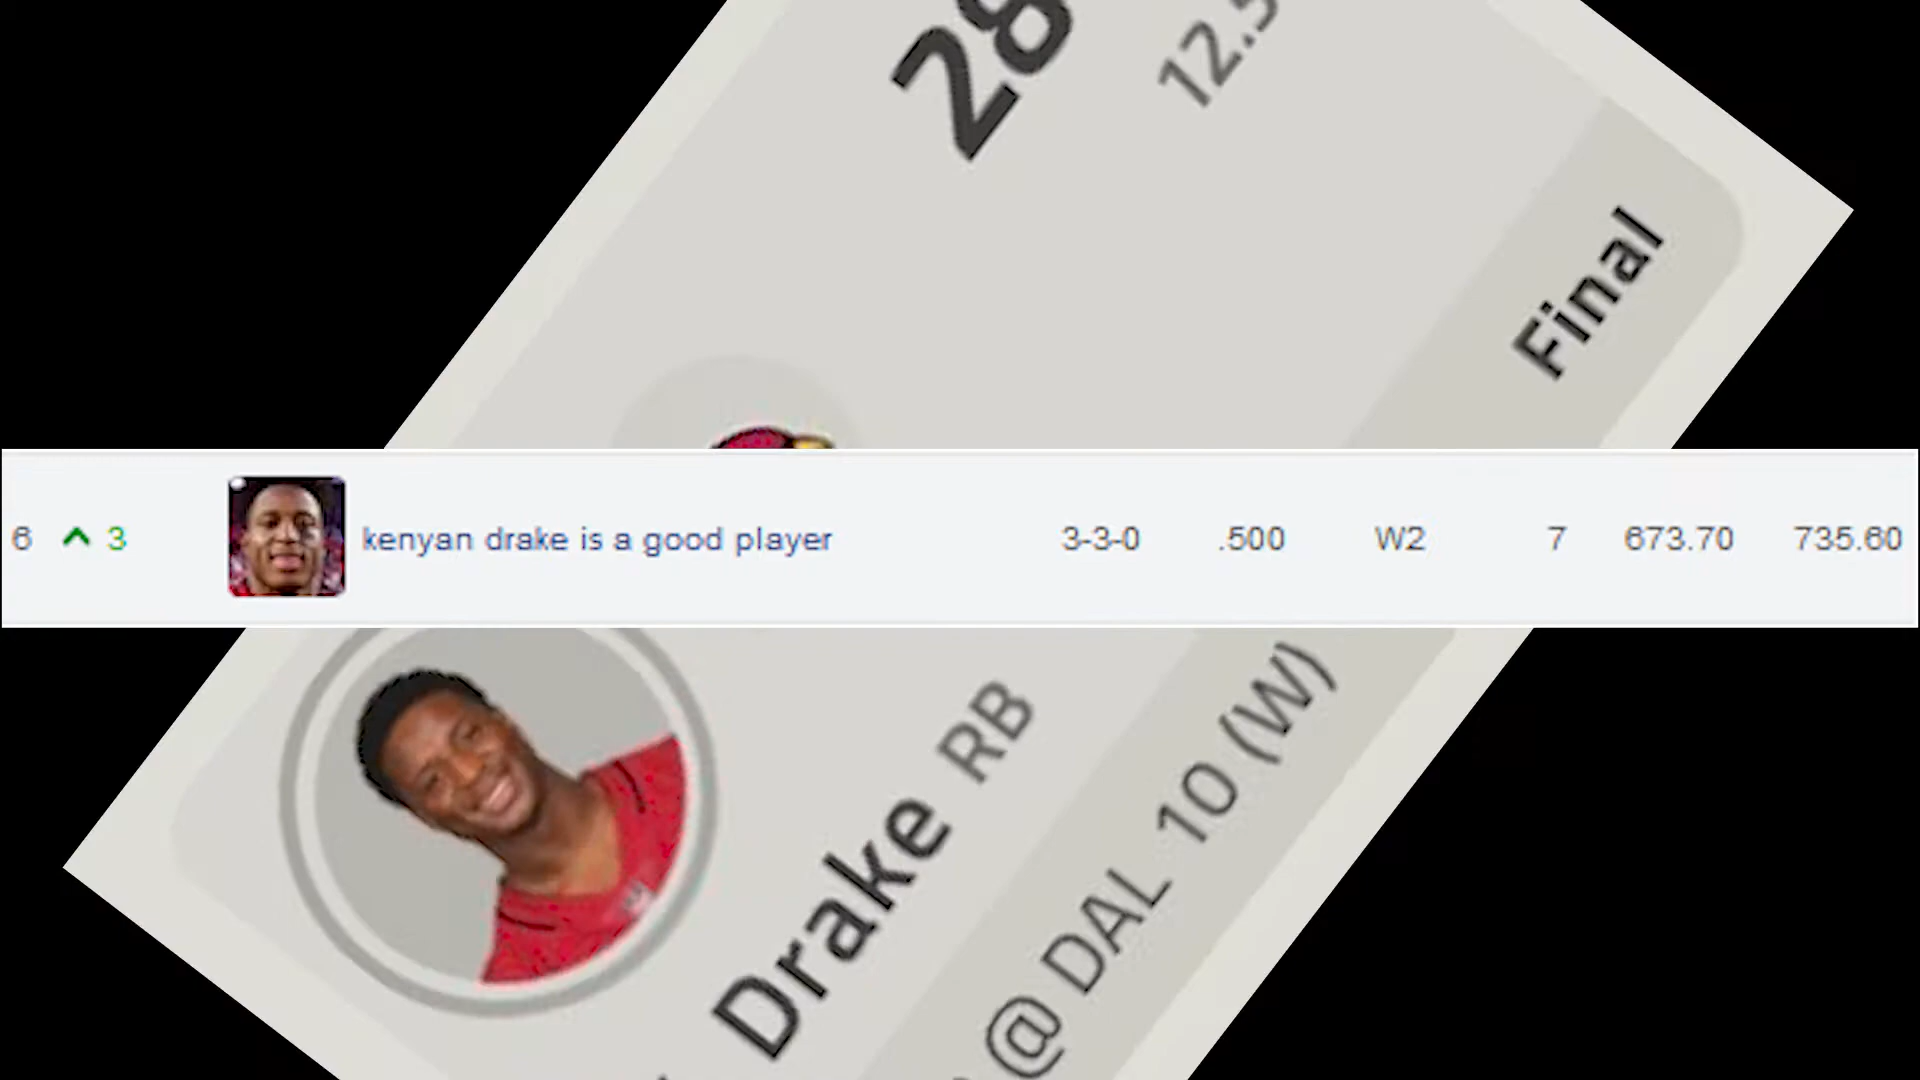 28
12.5
Final
6 3 kenyan drake is a good player 3-3-0 .500 W2 7 673.70 735.60
Drake RB
@ DAL 10 (W)